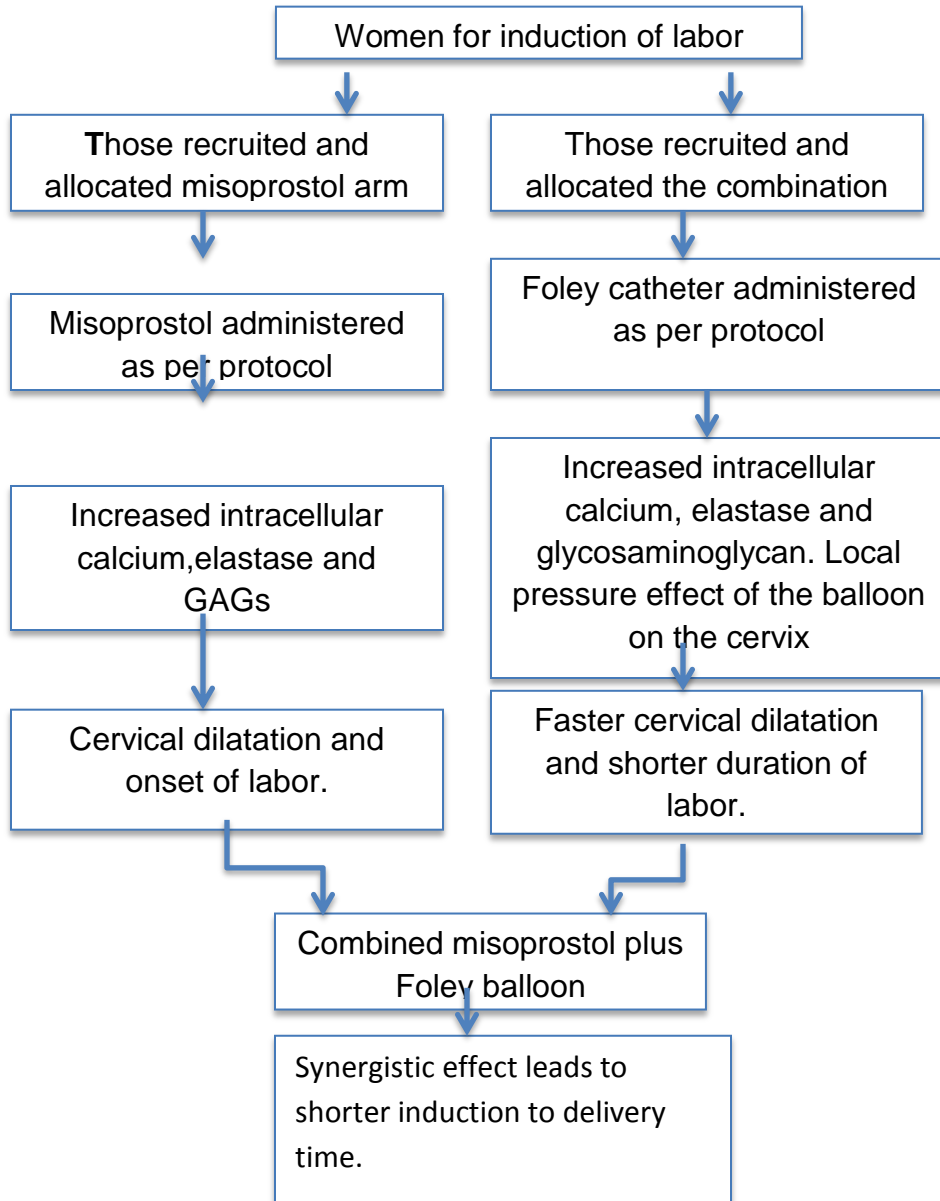 Women for induction of labor
Those recruited and
allocated misoprostol arm
Those recruited and
allocated the combination
Misoprostol administered
as per protocol
Foley catheter administered
as per protocol
Increased intracellular
calcium,elastase and
GAGs
Increased intracellular
calcium, elastase and
glycosaminoglycan. Local
pressure effect of the balloon
on the cervix
Cervical dilatation and
onset of labor.
Faster cervical dilatation
and shorter duration of
labor.
Combined misoprostol plus
Foley balloon
Synergistic effect leads to
shorter induction to delivery
time.